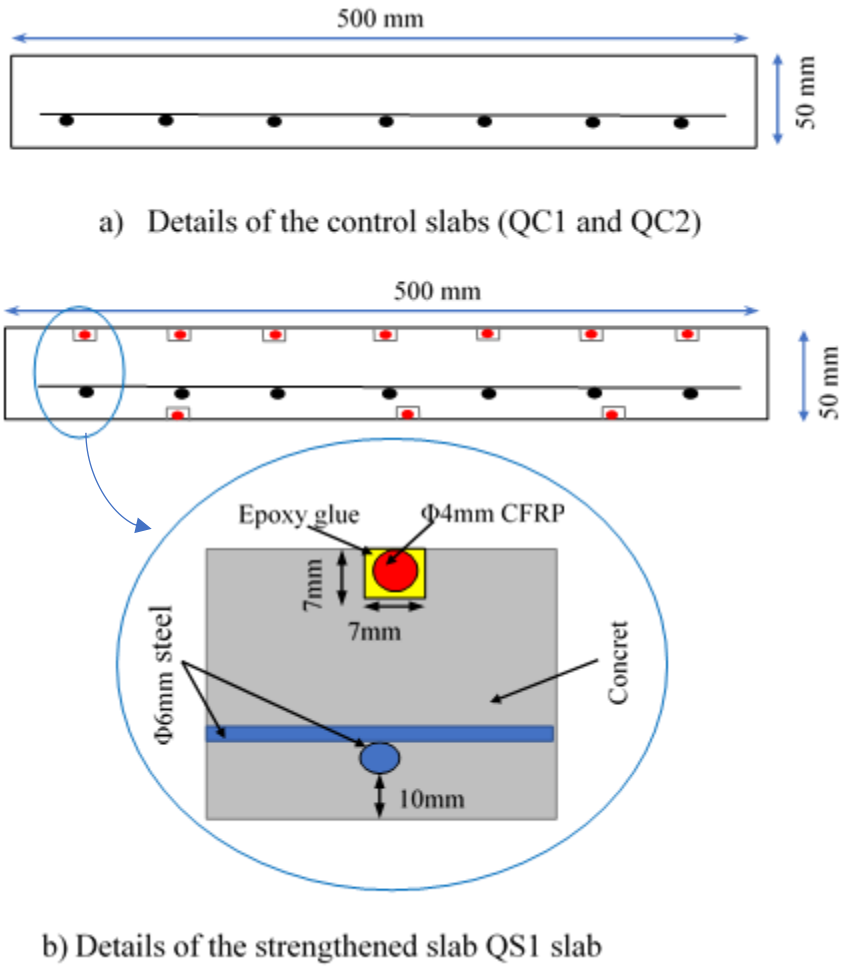 500 mm
50 mm
a) Details of the control slabs (QC1 and QC2)
500 mm
50 mm
Epoxy glue
Φ4mm CFRP
7mm
7mm
Φ6mm steel
Concret
10mm
b) Details of the strengthened slab QS1 slab